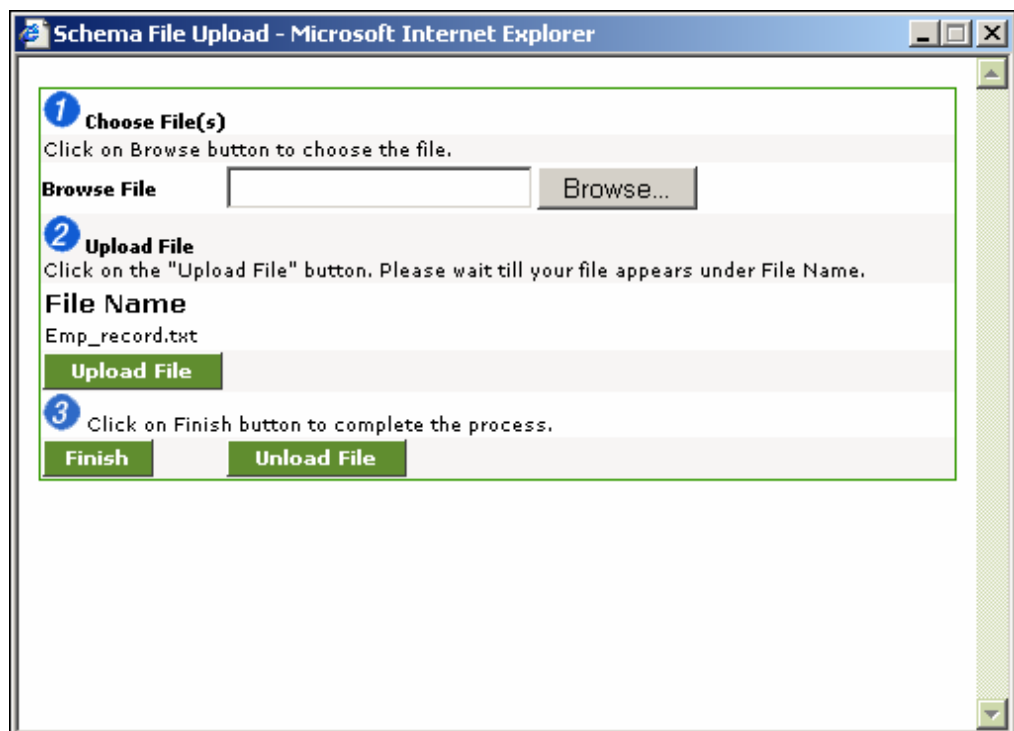 Schema File Upload - Microsoft Internet Explorer
1 Choose File(s)
Click on Browse button to choose the file.
Browse File Browse...
2 Upload File
Click on the "Upload File" button. Please wait till your file appears under File Name.
File Name
Emp_record.txt
Upload File
3 Click on Finish button to complete the process.
Finish Unload File